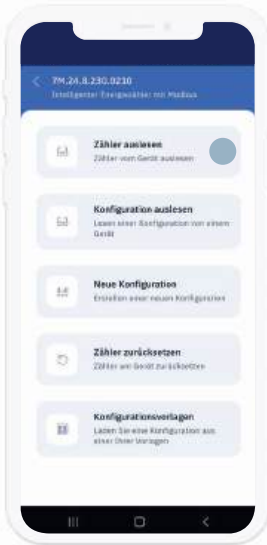 7M.24.8.230.0210
Intelligenter Energiezähler mit Modbus
Zähler auslesen
Zähler vom Gerät auslesen
Konfiguration auslesen
Lesen einer Konfiguration von einem
Gerät
Neue Konfiguration
Erstellen einer neuen Konfiguration
Zähler zurücksetzen
Zähler am Gerät zurücksetzen
Konfigurationsvorlagen
Laden Sie eine Konfiguration aus
einer Ihrer Vorlagen